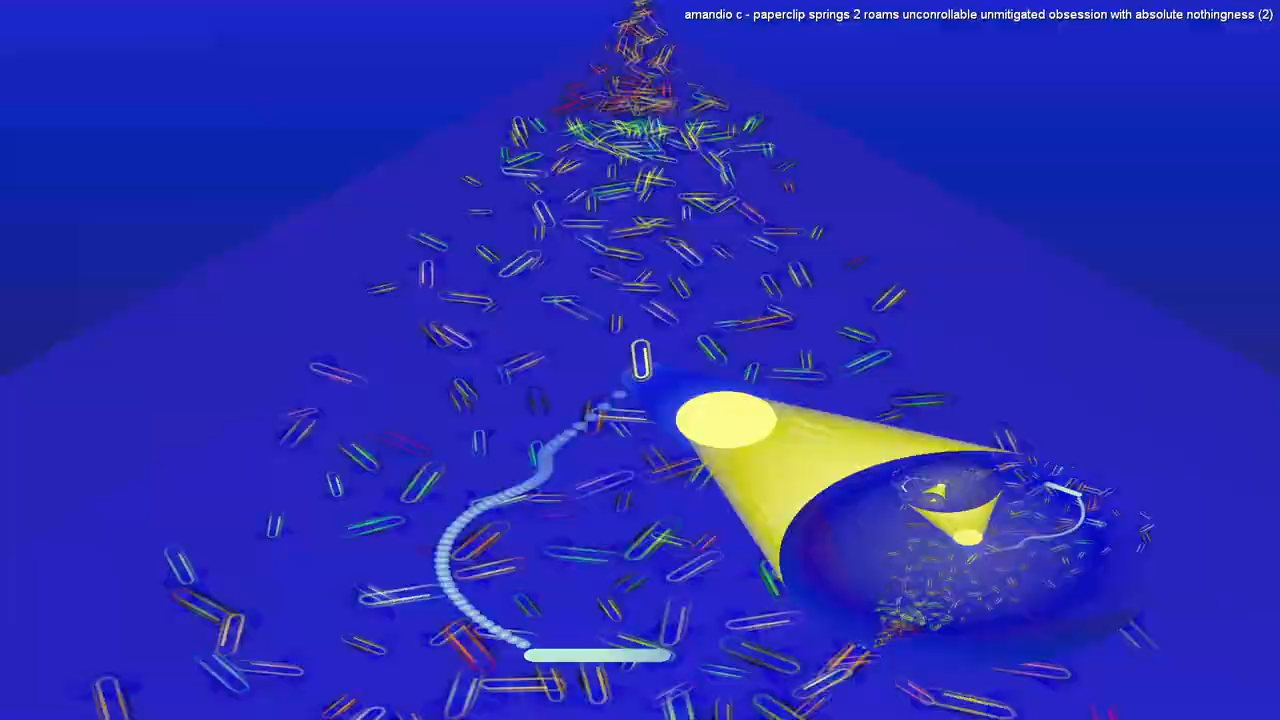 amandio c - paperclip springs 2 roams unconrollable unmitigated obsession with absolute nothingness (2)